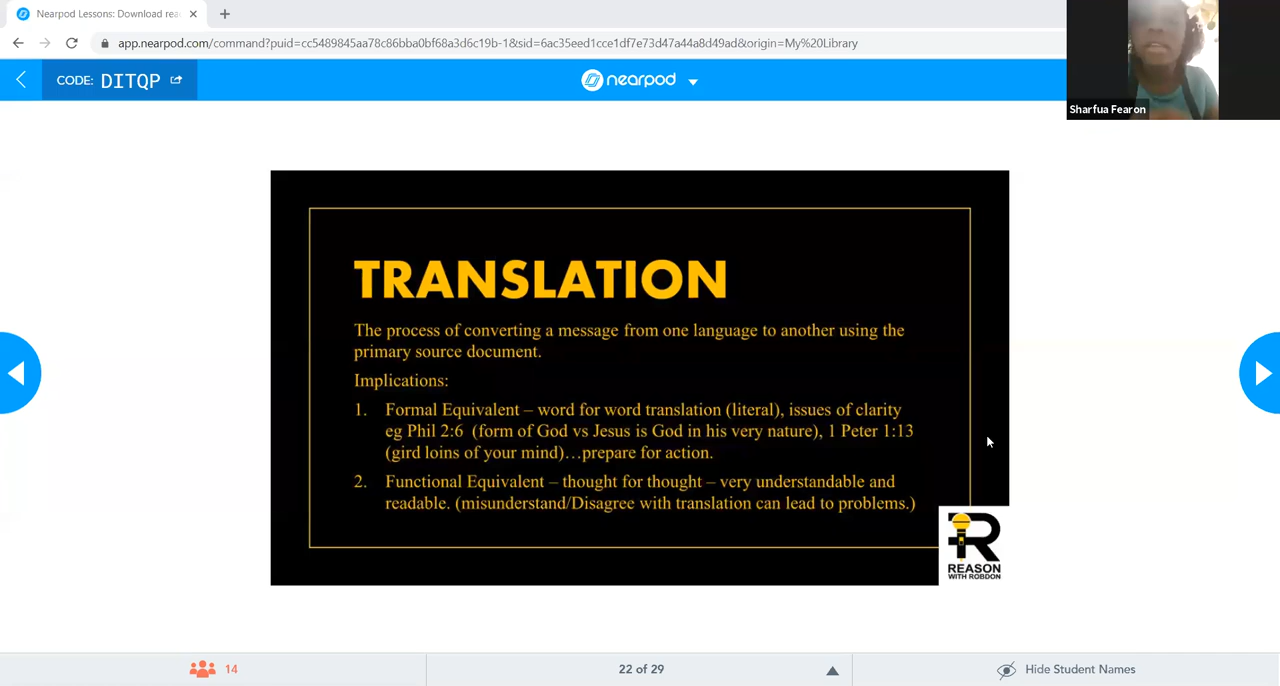 Nearpod Lessons: Download rea
app.nearpod.com/command?puid=cc5489845aa78c86bba0bf68a3d6c19b-1&sid=6ac35eed1cce1df7e73d47a44a8d49ad&origin=My%20Library
CODE: DITQP
nearpod
Sharfua Fearon
TRANSLATION
The process of converting a message from one language to another using the
primary source document.
Implications:
1. Formal Equivalent – word for word translation (literal), issues of clarity
eg Phil 2:6 (form of God vs Jesus is God in his very nature), 1 Peter 1:13
(gird loins of your mind)…prepare for action.
2. Functional Equivalent – thought for thought – very understandable and
readable. (misunderstand/Disagree with translation can lead to problems.)
R
REASON
WITH ROBDON
14
22 of 29
Hide Student Names